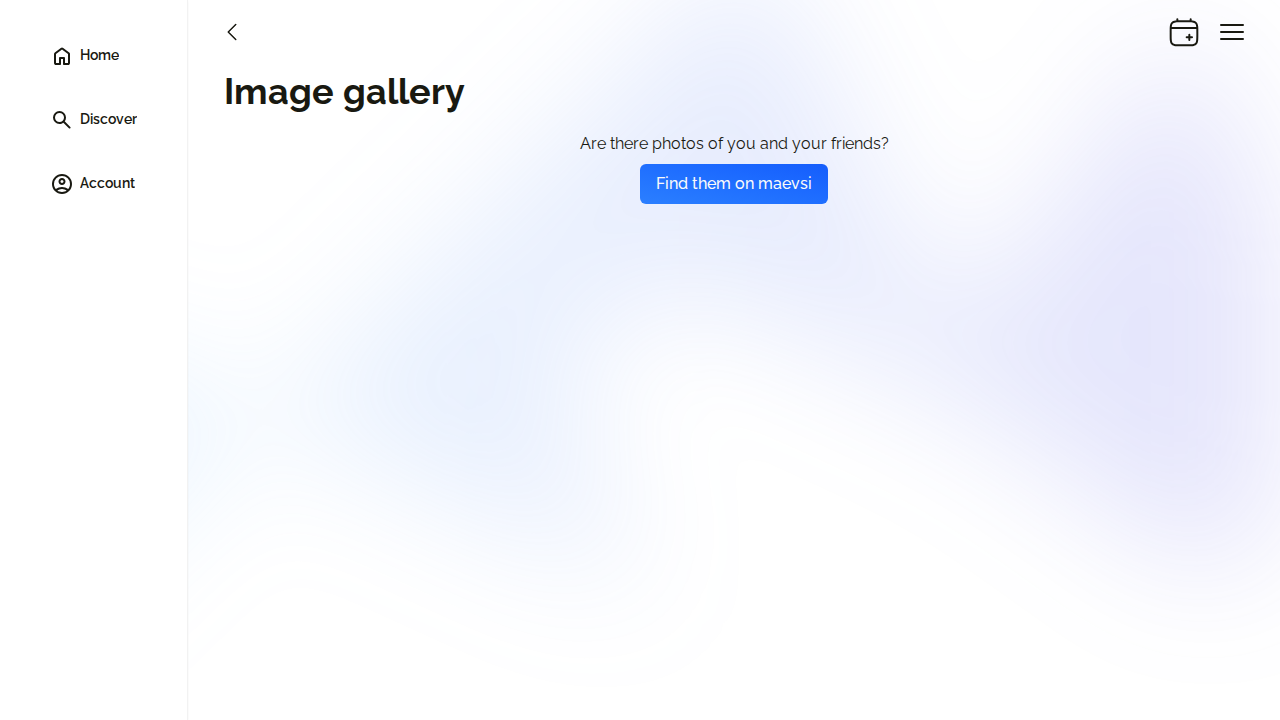 Home
Discover
Account
Image gallery
Are there photos of you and your friends?
Find them on maevsi